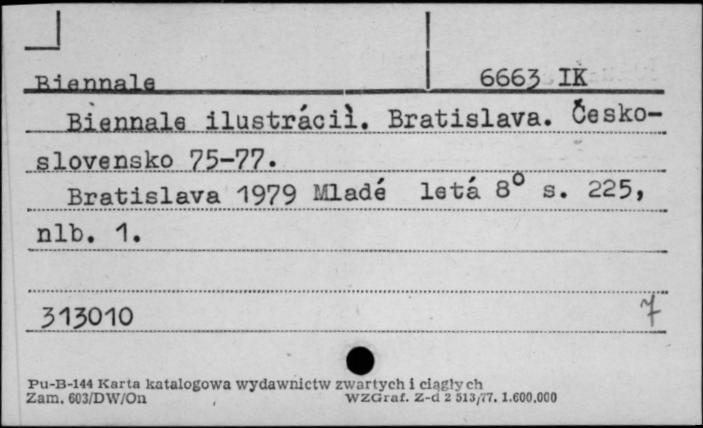 Biennale 6663 IK
Biennale ilustrácií. Bratislava. Česko-
slovensko 75-77.
Bratislava 1979 Mladé letá 8° s. 225,
nlb. 1.
313010 7
Pu-B-144 Karta katalogowa wydawnictw zwartych i ciągłych
Zam. 603/DW/On WZGraf. Z-d 2 513/77. 1.600.000